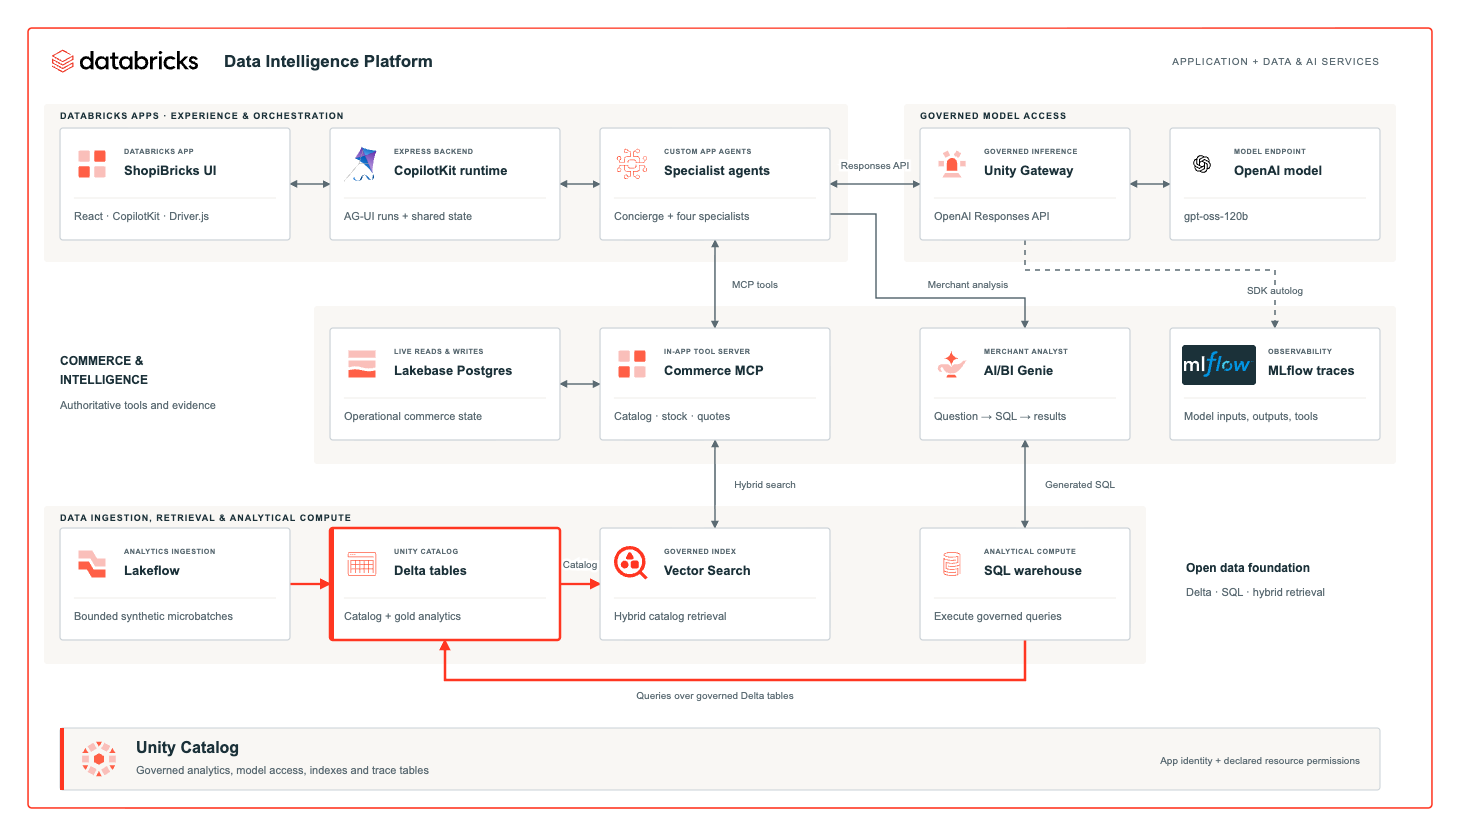 databricks
Data Intelligence Platform
APPLICATION + DATA & AI SERVICES
DATABRICKS APPS · EXPERIENCE & ORCHESTRATION
GOVERNED MODEL ACCESS
DATABRICKS APP
ShopiBricks UI
React · CopilotKit · Driver.js
EXPRESS BACKEND
CopilotKit runtime
AG-UI runs + shared state
CUSTOM APP AGENTS
Specialist agents
Concierge + four specialists
Responses API
GOVERNED INFERENCE
Unity Gateway
OpenAI Responses API
MODEL ENDPOINT
OpenAI model
gpt-oss-120b
MCP tools
Merchant analysis
SDK autolog
COMMERCE &
INTELLIGENCE
Authoritative tools and evidence
LIVE READS & WRITES
Lakebase Postgres
Operational commerce state
IN-APP TOOL SERVER
Commerce MCP
Catalog · stock · quotes
MERCHANT ANALYST
AI/BI Genie
Question → SQL → results
mlflow
OBSERVABILITY
MLflow traces
Model inputs, outputs, tools
Hybrid search
Generated SQL
DATA INGESTION, RETRIEVAL & ANALYTICAL COMPUTE
ANALYTICS INGESTION
Lakeflow
Bounded synthetic microbatches
UNITY CATALOG
Delta tables
Catalog + gold analytics
Catalog
GOVERNED INDEX
Vector Search
Hybrid catalog retrieval
ANALYTICAL COMPUTE
SQL warehouse
Execute governed queries
Open data foundation
Delta · SQL · hybrid retrieval
Queries over governed Delta tables
Unity Catalog
Governed analytics, model access, indexes and trace tables
App identity + declared resource permissions